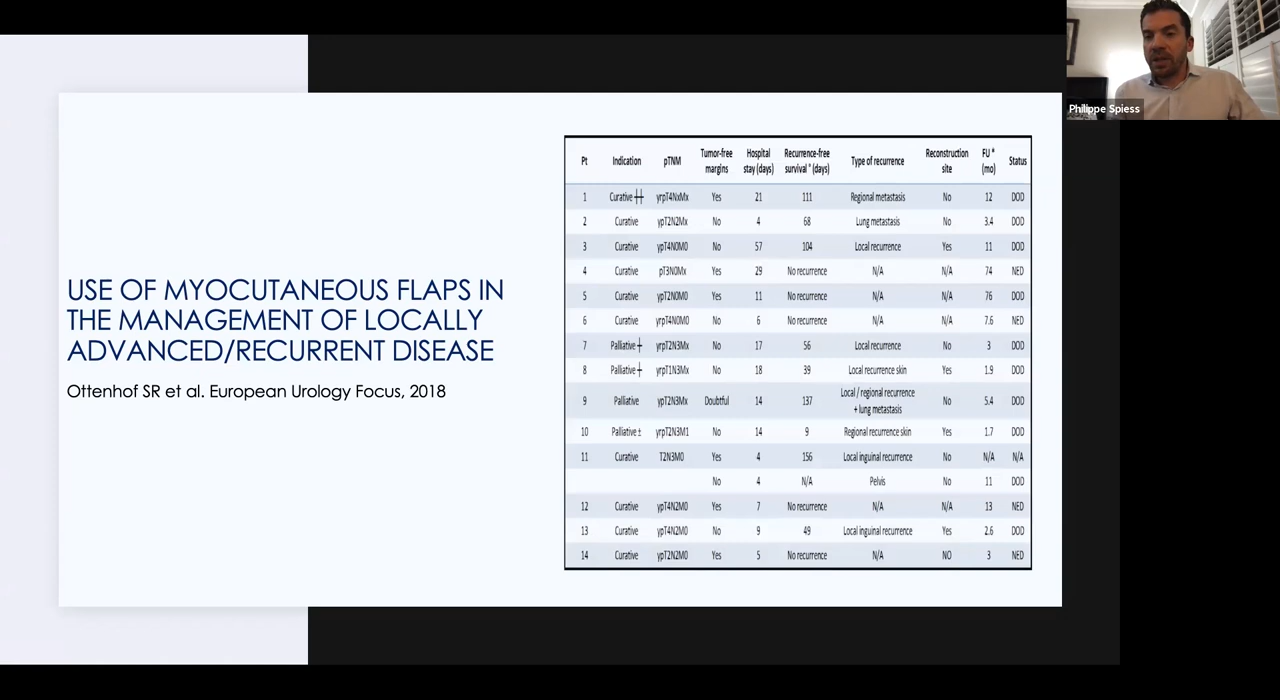 Philippe Spiess
USE OF MYOCUTANEOUS FLAPS IN
THE MANAGEMENT OF LOCALLY
ADVANCED/RECURRENT DISEASE
Ottenhof SR et al. European Urology Focus, 2018
Pt Indication pTNM Tumor-free margins Hospital stay (days) Recurrence-free survival * (days) Type of recurrence Reconstruction site FU * (mo) Status
1 Curative ‡‡ yrpT4NxMx Yes 21 111 Regional metastasis No 12 DOD
2 Curative ypT2N2Mx No 4 68 Lung metastasis No 3.4 DOD
3 Curative ypT4N0M0 No 57 104 Local recurrence Yes 11 DOD
4 Curative pT3N0Mx Yes 29 No recurrence N/A N/A 74 NED
5 Curative ypT2N0M0 Yes 11 No recurrence N/A N/A 76 DOD
6 Curative yrpT4N0M0 No 6 No recurrence N/A N/A 7.6 NED
7 Palliative ‡ yrpT2N3Mx No 17 56 Local recurrence No 3 DOD
8 Palliative ‡ yrpT1N3Mx No 18 39 Local recurrence skin Yes 1.9 DOD
9 Palliative ypT2N3Mx Doubtful 14 137 Local / regional recurrence + lung metastasis No 5.4 DOD
10 Palliative ± yrpT2N3M1 No 14 9 Regional recurrence skin Yes 1.7 DOD
11 Curative T2N3M0 Yes 4 156 Local inguinal recurrence No N/A N/A
No 4 N/A Pelvis No 11 DOD
12 Curative ypT4N2M0 Yes 7 No recurrence N/A N/A 13 NED
13 Curative ypT4N2M0 No 9 49 Local inguinal recurrence Yes 2.6 DOD
14 Curative ypT2N2M0 Yes 5 No recurrence N/A NO 3 NED